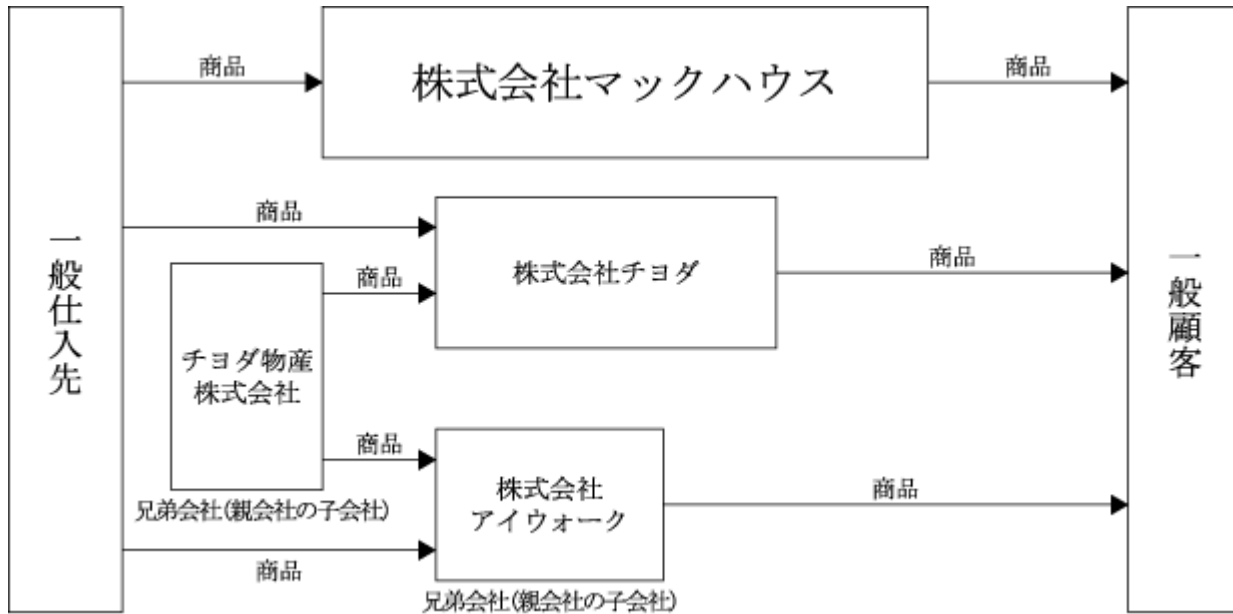 商品
株式会社マックハウス
商品
一般仕入先
商品
株式会社チヨダ
商品
商品
チヨダ物産
株式会社
兄弟会社(親会社の子会社)
商品
株式会社
アイウォーク
商品
商品
兄弟会社(親会社の子会社)
一般顧客